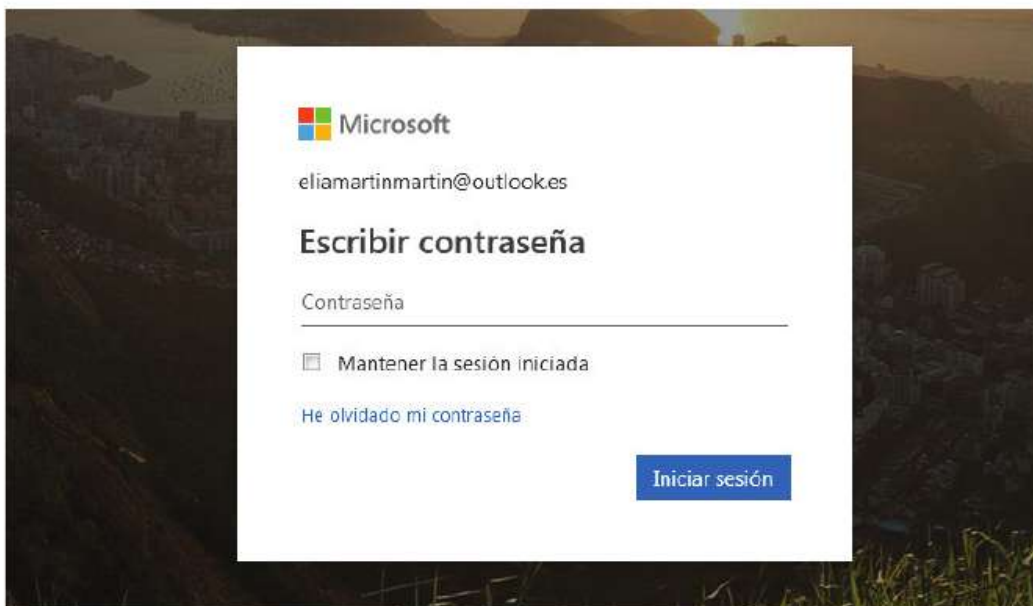 Microsoft
eliamartinmartin@outlook.es
Escribir contraseña
Contraseña
Mantener la sesión iniciada
He olvidado mi contraseña
Iniciar sesión